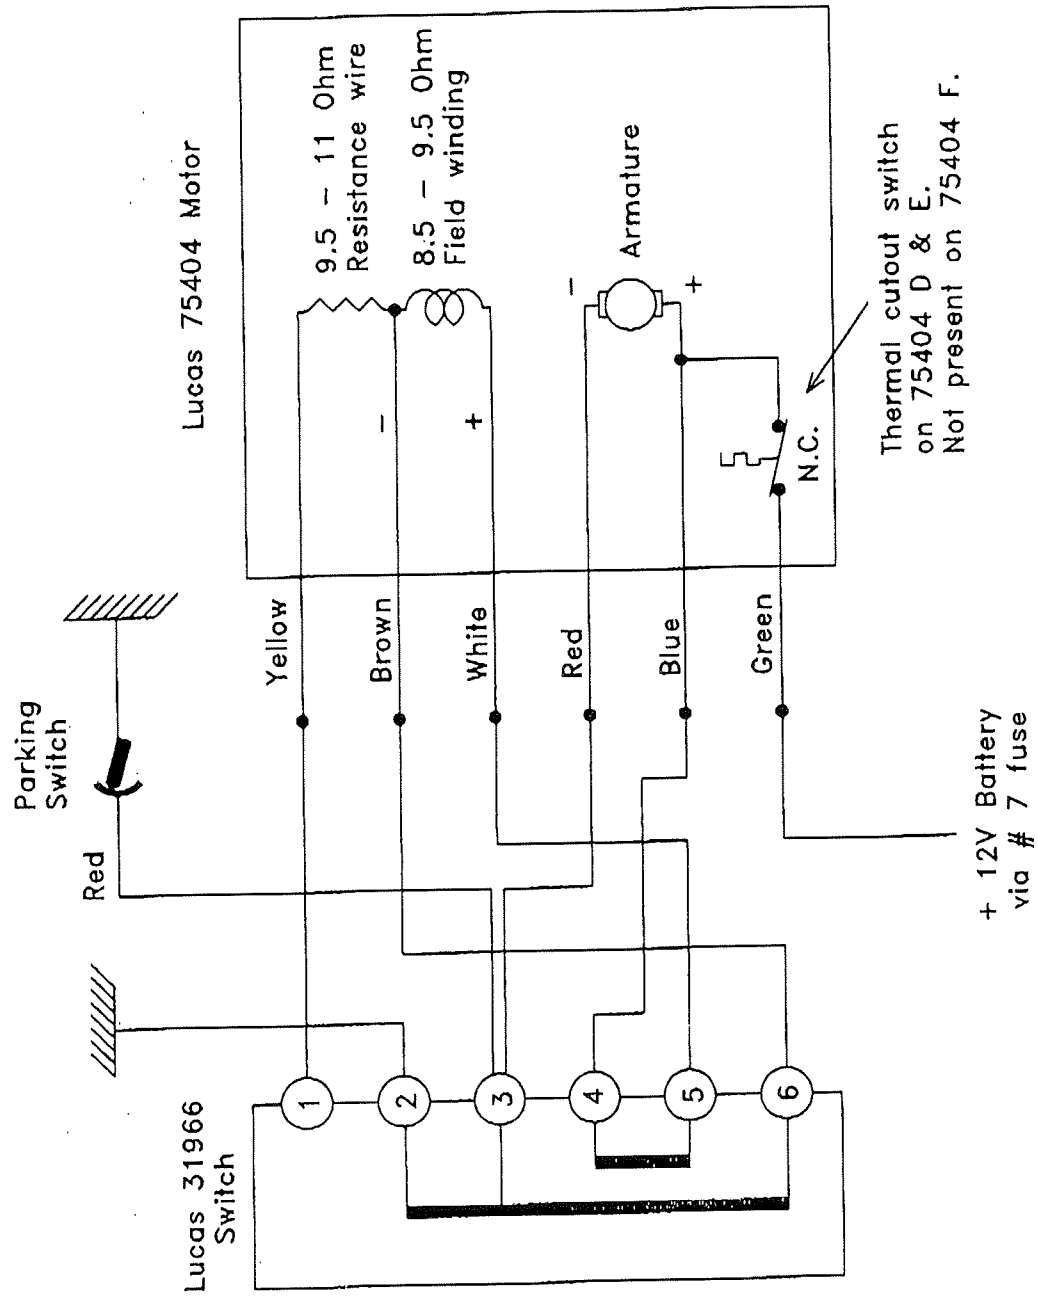 Lucas 31966
Switch
1
2
3
4
5
6
Red
Parking
Switch
+ 12V Battery
via # 7 fuse
Yellow
Brown
White
Red
Blue
Green
Lucas 75404 Motor
9.5 - 11 Ohm
Resistance wire
8.5 - 9.5 Ohm
Field winding
-
+
-
+
Armature
N.C.
Thermal cutout switch
on 75404 D & E.
Not present on 75404 F.